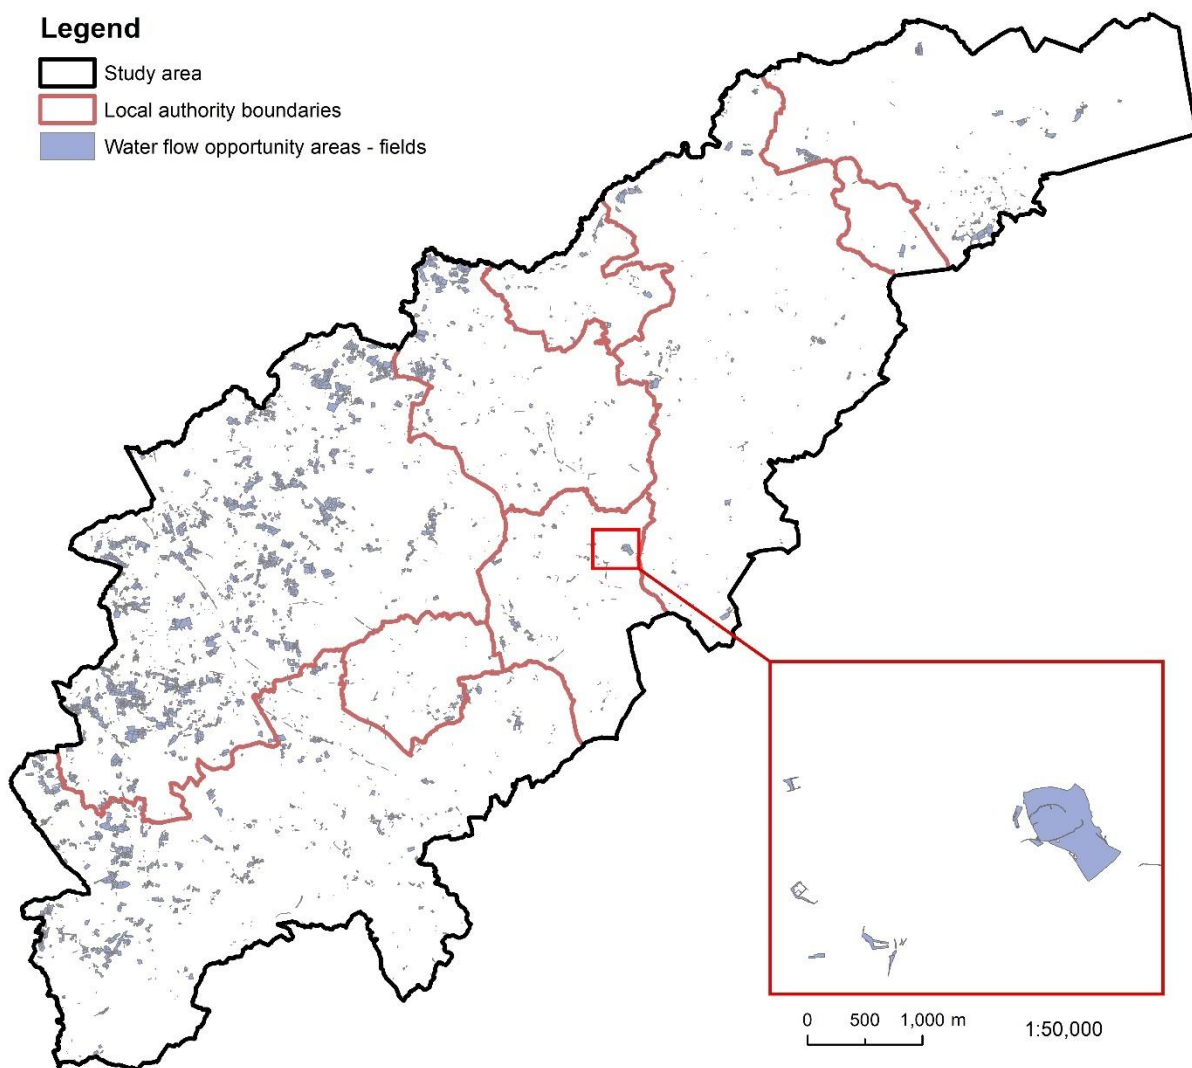 Legend
Study area
Local authority boundaries
Water flow opportunity areas - fields
0 500 1,000 m
1:50,000